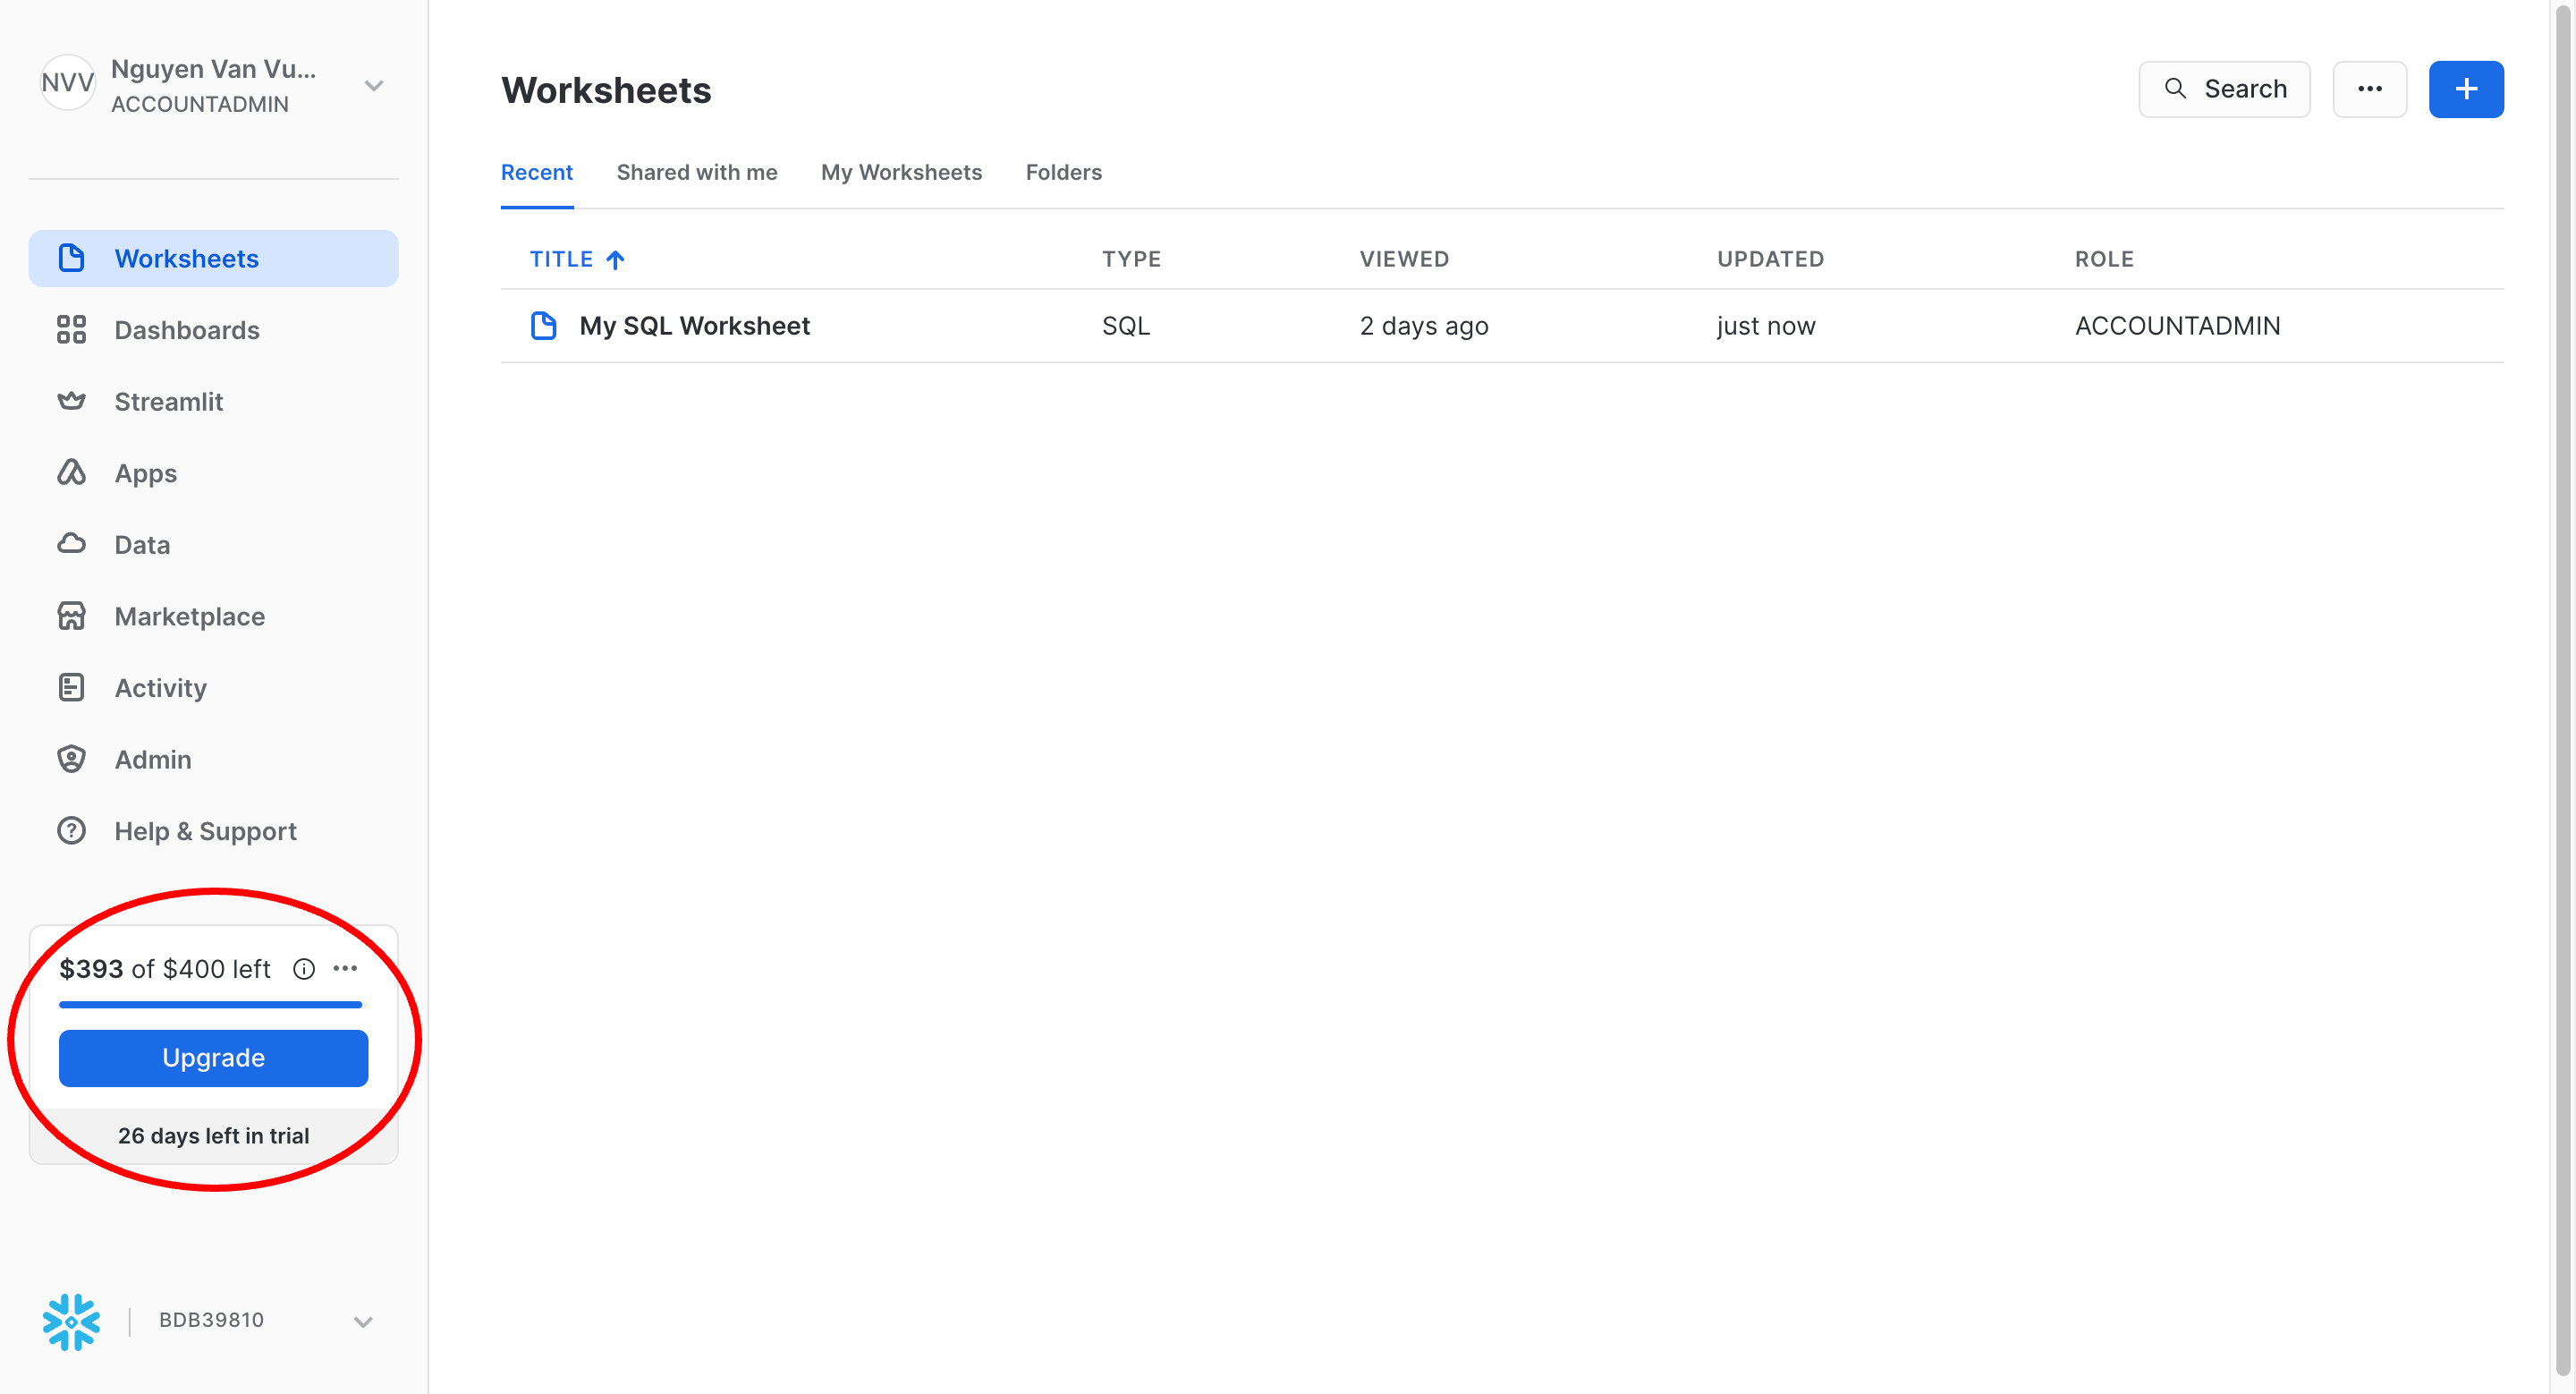 NVV
Nguyen Van Vu...
ACCOUNTADMIN
Worksheets
Dashboards
Streamlit
Apps
Data
Marketplace
Activity
Admin
Help & Support
$393 of $400 left
Upgrade
26 days left in trial
BDB39810
Worksheets
Search
Recent Shared with me My Worksheets Folders
TITLE TYPE VIEWED UPDATED ROLE
My SQL Worksheet SQL 2 days ago just now ACCOUNTADMIN